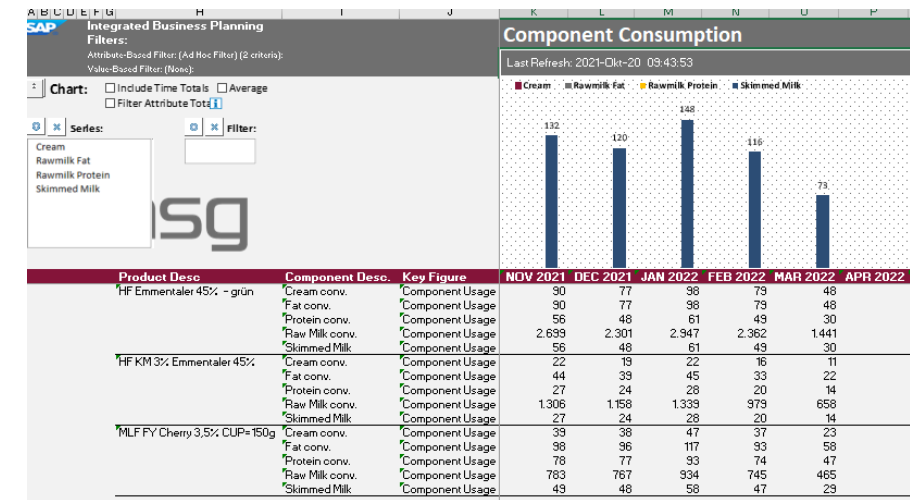 A B C D E F G H I J K L M N O P
SAP Integrated Business Planning
Filters:
Attribute-Based Filter: (Ad Hoc Filter) (2 criteria):
Value-Based Filter: (None):
Component Consumption
Last Refresh: 2021-Okt-20 09:43:53
Chart: Include Time Totals Average
Filter Attribute Tota
Series: Filter:
Cream
Rawmilk Fat
Rawmilk Protein
Skimmed Milk
sg
Cream Rawmilk Fat Rawmilk Protein Skimmed Milk
132 120 148 116 73
Product Desc Component Desc. Key Figure NOV 2021 DEC 2021 JAN 2022 FEB 2022 MAR 2022 APR 2022
HF Emmentaler 45% - grün Cream conv. Component Usage 90 77 98 79 48
Fat conv. Component Usage 90 77 98 79 48
Protein conv. Component Usage 56 48 61 49 30
Raw Milk conv. Component Usage 2.699 2.301 2.947 2.362 1.441
Skimmed Milk Component Usage 56 48 61 49 30
HF KM 3% Emmentaler 45% Cream conv. Component Usage 22 19 22 16 11
Fat conv. Component Usage 44 39 45 33 22
Protein conv. Component Usage 27 24 28 20 14
Raw Milk conv. Component Usage 1.306 1.158 1.339 979 658
Skimmed Milk Component Usage 27 24 28 20 14
MLF FY Cherry 3,5% CUP=150g Cream conv. Component Usage 39 38 47 37 23
Fat conv. Component Usage 98 96 117 93 58
Protein conv. Component Usage 78 77 93 74 47
Raw Milk conv. Component Usage 783 767 934 745 465
Skimmed Milk Component Usage 49 48 58 47 29